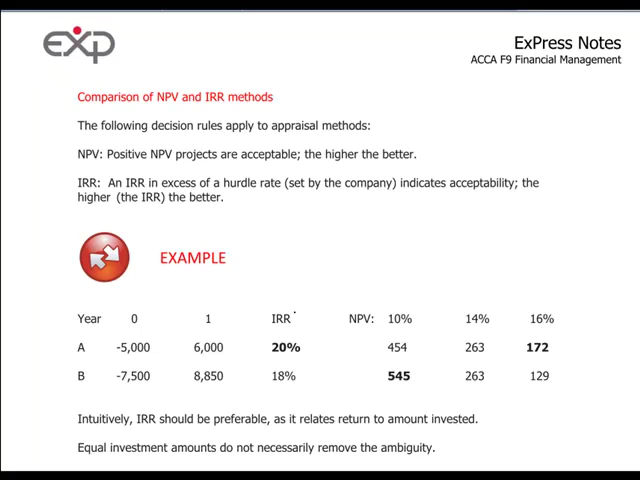 exp
ExPress Notes
ACCA F9 Financial Management
Comparison of NPV and IRR methods
The following decision rules apply to appraisal methods:
NPV: Positive NPV projects are acceptable; the higher the better.
IRR: An IRR in excess of a hurdle rate (set by the company) indicates acceptability; the
higher (the IRR) the better.
EXAMPLE
Year 0 1 IRR NPV: 10% 14% 16%
A -5,000 6,000 20% 454 263 172
B -7,500 8,850 18% 545 263 129
Intuitively, IRR should be preferable, as it relates return to amount invested.
Equal investment amounts do not necessarily remove the ambiguity.